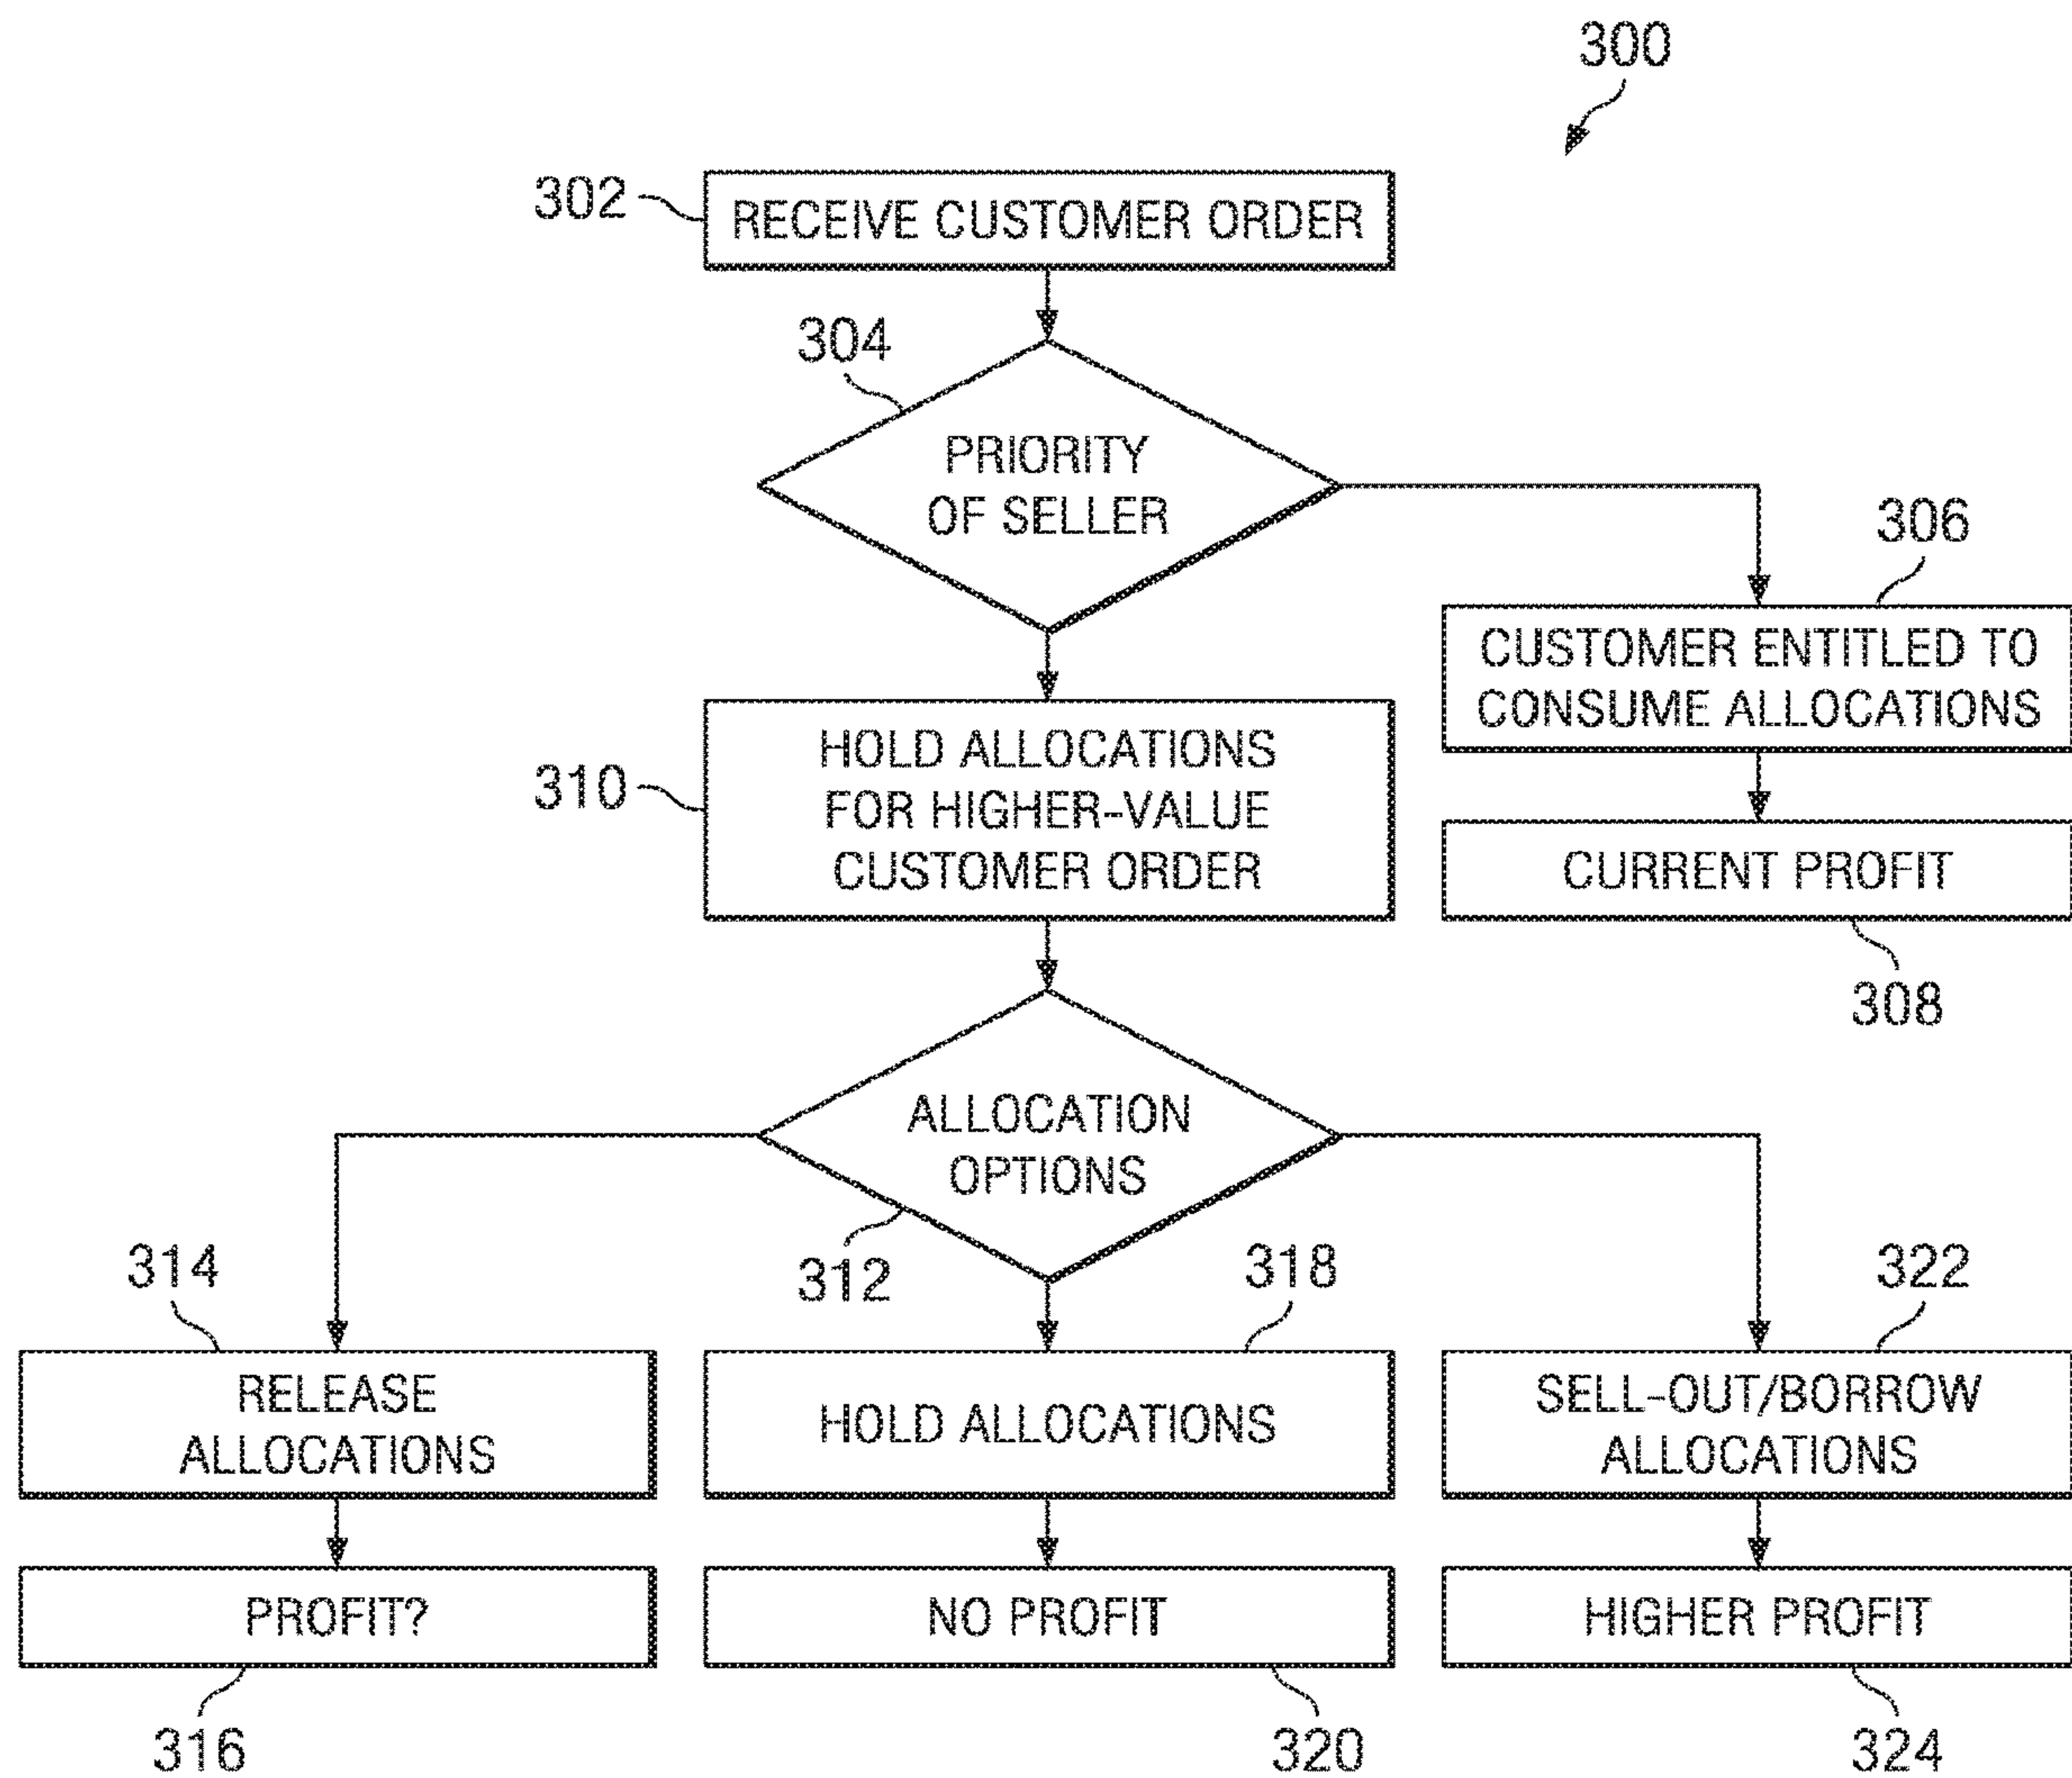 300
302
RECEIVE CUSTOMER ORDER
304
PRIORITY
OF SELLER
306
CUSTOMER ENTITLED TO
CONSUME ALLOCATIONS
310
HOLD ALLOCATIONS
FOR HIGHER-VALUE
CUSTOMER ORDER
CURRENT PROFIT
308
ALLOCATION
OPTIONS
312
314
318
322
RELEASE
ALLOCATIONS
HOLD ALLOCATIONS
SELL-OUT/BORROW
ALLOCATIONS
PROFIT?
NO PROFIT
HIGHER PROFIT
316
320
324